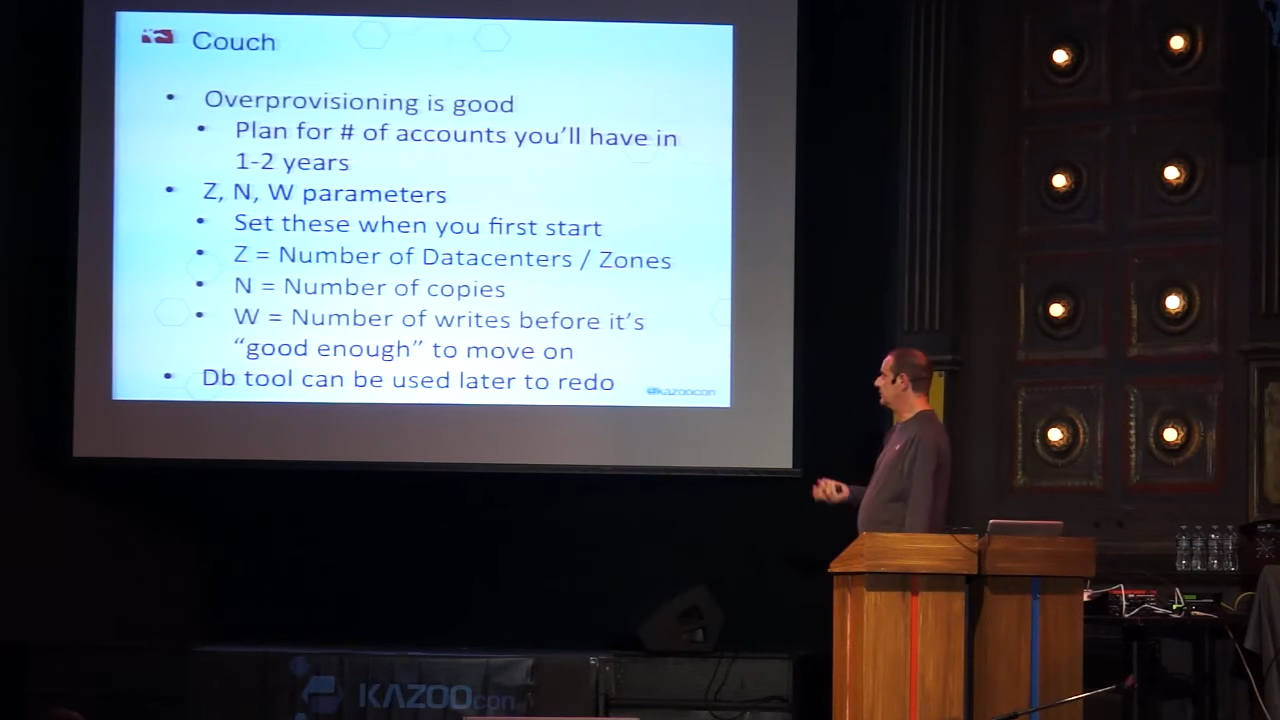 Couch
• Overprovisioning is good
• Plan for # of accounts you'll have in
1-2 years
• Z, N, W parameters
• Set these when you first start
• Z = Number of Datacenters / Zones
• N = Number of copies
• W = Number of writes before it's
"good enough" to move on
• Db tool can be used later to redo
@kazoocon
KAZOOcon